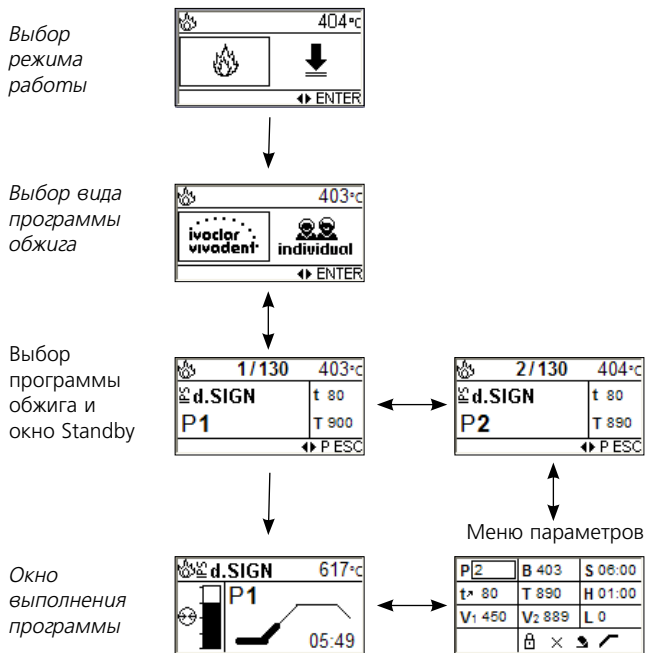 Выбор
режима
работы
404°C
ENTER
Выбор вида
программы
обжига
403°C
ivoclar
vivadent
individual
ENTER
Выбор
программы
обжига и
окно Standby
1/130 403°C
IPS d.SIGN t 80
P1 T 900
P ESC
2/130 404°C
IPS d.SIGN t 80
P2 T 890
P ESC
Меню параметров
Окно
выполнения
программы
IPS d.SIGN 617°C
P1
05:49
P 2 B 403 S 06:00
t↗ 80 T 890 H 01:00
V1 450 V2 889 L 0